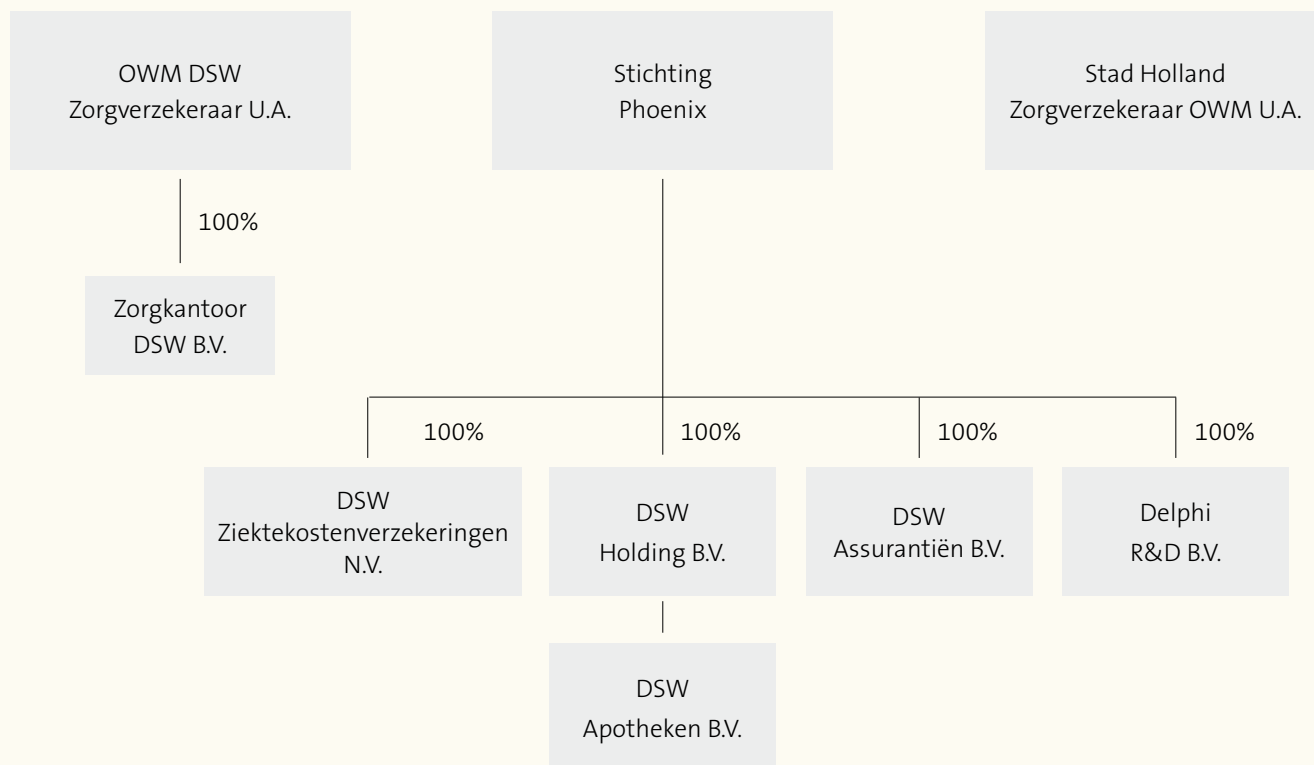 OWM DSW
Zorgverzekeraar U.A.
Stichting
Phoenix
Stad Holland
Zorgverzekeraar OWM U.A.
100%
Zorgkantoor
DSW B.V.
100%
100%
100%
100%
DSW
Ziektekostenverzekeringen
N.V.
DSW
Holding B.V.
DSW
Assurantiën B.V.
Delphi
R&D B.V.
DSW
Apotheken B.V.